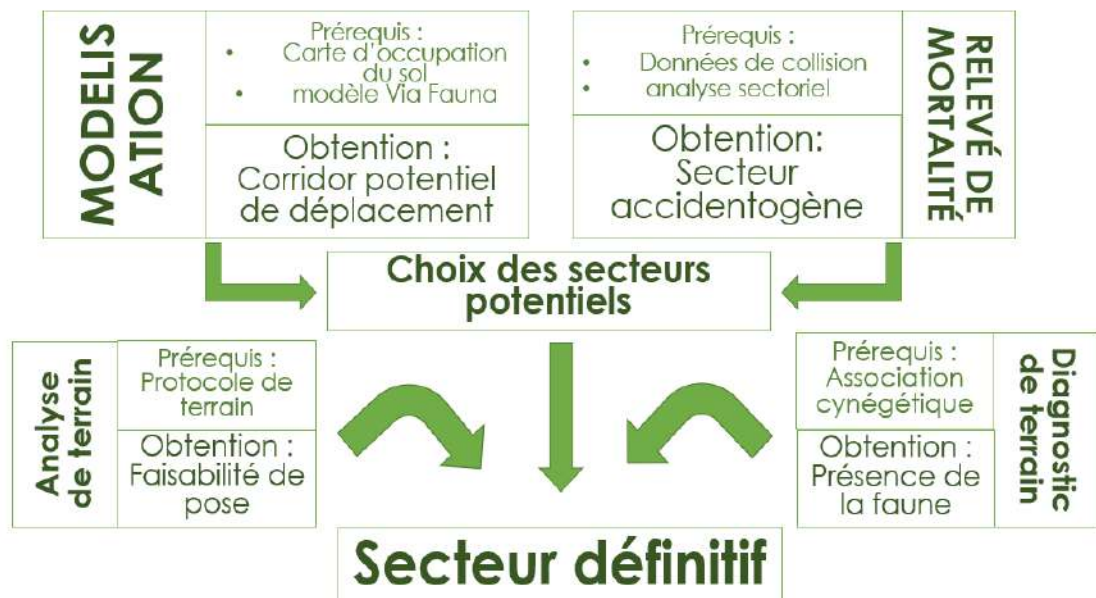 MODELIS
ATION
Prérequis :
• Carte d'occupation
du sol
• modèle Via Fauna
Obtention :
Corridor potentiel
de déplacement
Prérequis :
• Données de collision
• analyse sectoriel
Obtention:
Secteur
accidentogène
RELEVÉ DE
MORTALITÉ
Choix des secteurs
potentiels
Analyse
de terrain
Prérequis :
Protocole de
terrain
Obtention :
Faisabilité de
pose
Prérequis :
Association
cynégétique
Obtention :
Présence de
la faune
Diagnostic
de terrain
Secteur définitif